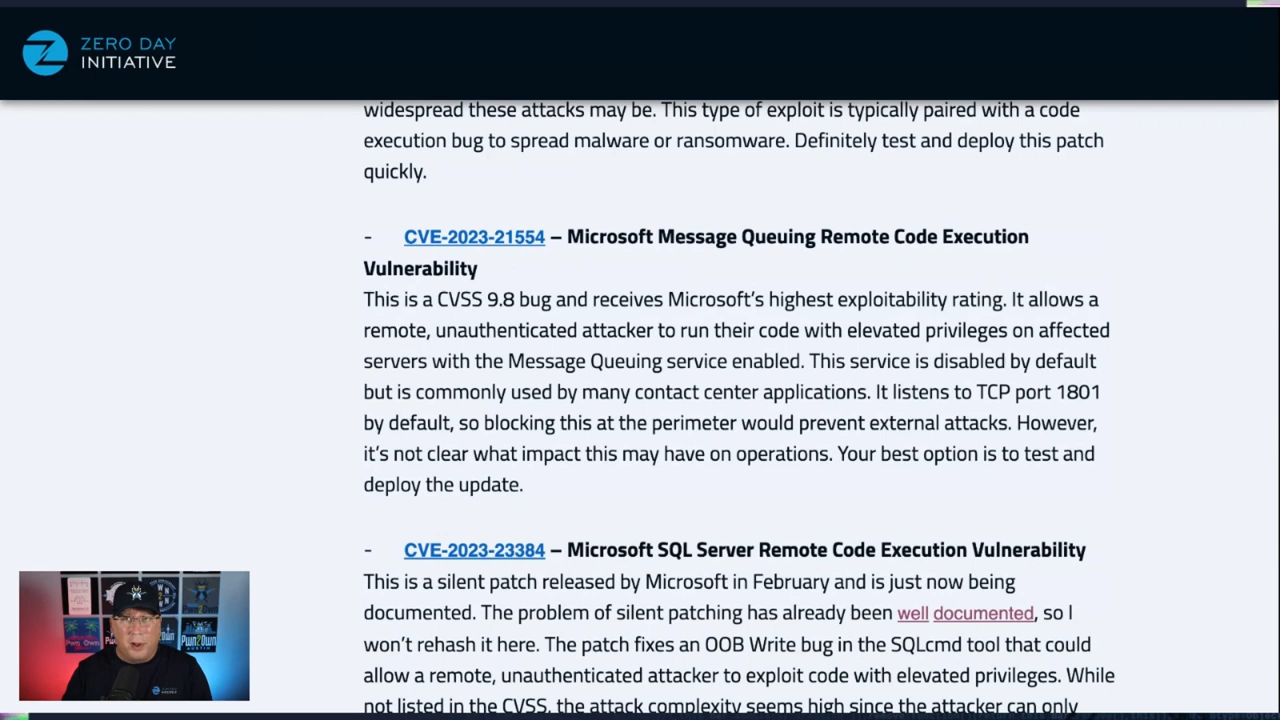 ZERO DAY
INITIATIVE
widespread these attacks may be. This type of exploit is typically paired with a code
execution bug to spread malware or ransomware. Definitely test and deploy this patch
quickly.
- CVE-2023-21554 – Microsoft Message Queuing Remote Code Execution
Vulnerability
This is a CVSS 9.8 bug and receives Microsoft’s highest exploitability rating. It allows a
remote, unauthenticated attacker to run their code with elevated privileges on affected
servers with the Message Queuing service enabled. This service is disabled by default
but is commonly used by many contact center applications. It listens to TCP port 1801
by default, so blocking this at the perimeter would prevent external attacks. However,
it’s not clear what impact this may have on operations. Your best option is to test and
deploy the update.
- CVE-2023-23384 – Microsoft SQL Server Remote Code Execution Vulnerability
This is a silent patch released by Microsoft in February and is just now being
documented. The problem of silent patching has already been well documented, so I
won’t rehash it here. The patch fixes an OOB Write bug in the SQLcmd tool that could
allow a remote, unauthenticated attacker to exploit code with elevated privileges. While
not listed in the CVSS, the attack complexity seems high since the attacker can only
Pwn2Own
AUSTIN